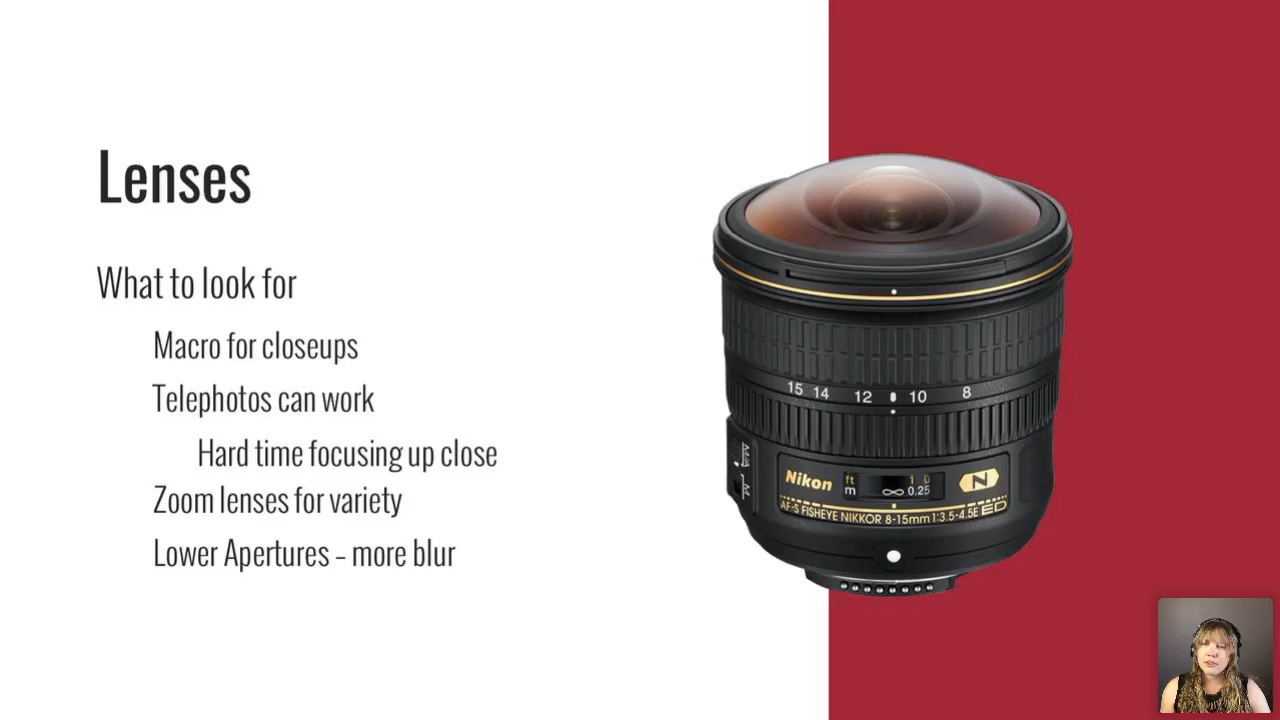 Lenses
What to look for
Macro for closeups
Telephotos can work
Hard time focusing up close
Zoom lenses for variety
Lower Apertures – more blur
15 14 12 10 8
M/A M
Nikon
ft 1
m ∞ 0.25
N
AF-S FISHEYE NIKKOR 8-15mm 1:3.5-4.5E ED